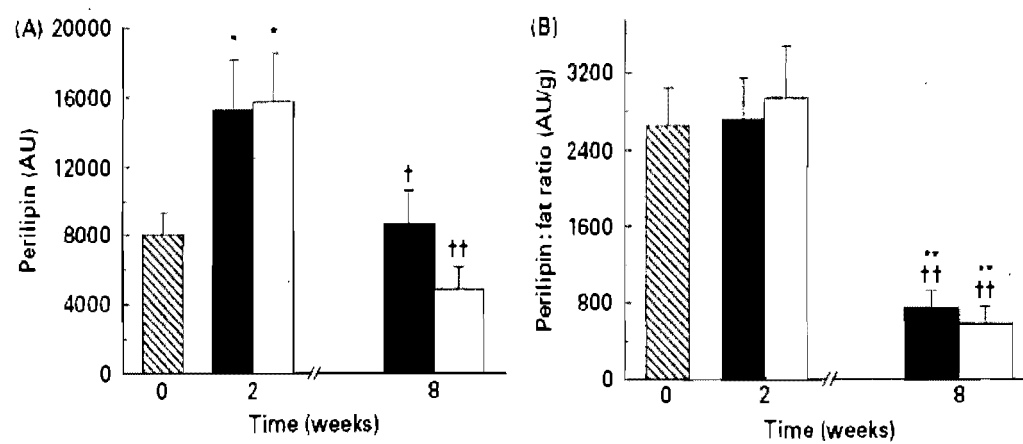 (A)
Perilipin (AU)
20000
16000
12000
8000
4000
0
* *
†
††
0 2 8
Time (weeks)
(B)
Perilipin:fat ratio (AU/g)
3200
2400
1600
800
0
** **
†† ††
0 2 8
Time (weeks)